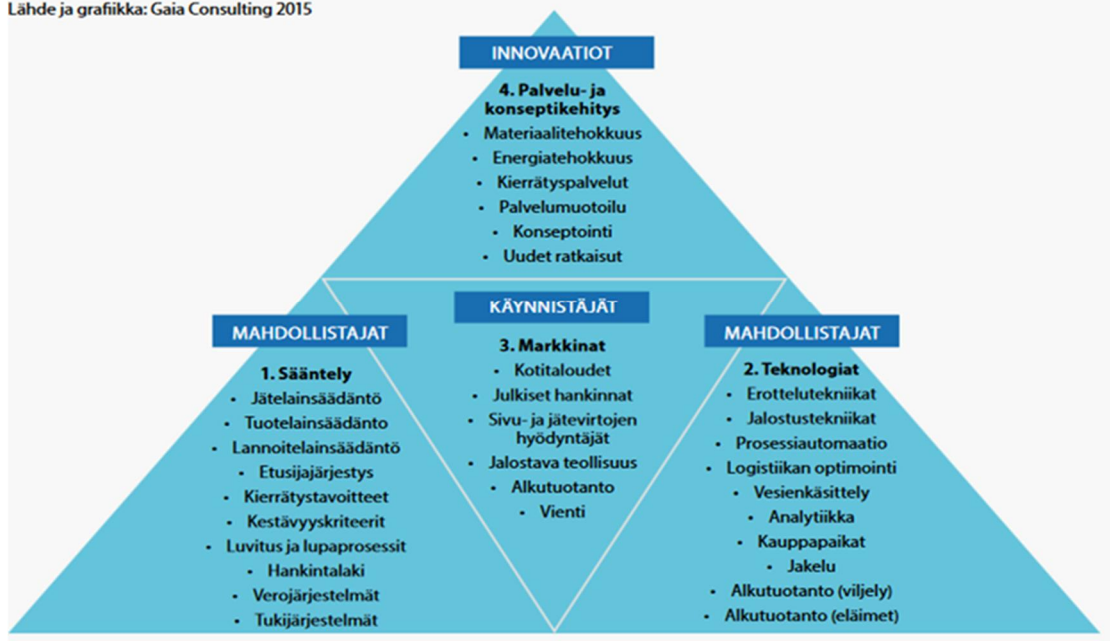 Lähde ja grafiikka: Gaia Consulting 2015
INNOVAATIOT
4. Palvelu- ja
konseptikehitys
• Materiaalitehokkuus
• Energiatehokkuus
• Kierrätyspalvelut
• Palvelumuotoilu
• Konseptointi
• Uudet ratkaisut
MAHDOLLISTAJAT
1. Sääntely
• Jätelainsäädäntö
• Tuotelainsäädänto
• Lannoitelainsäädäntö
• Etusijajärjestys
• Kierrätystavoitteet
• Kestävyyskriteerit
• Luvitus ja lupaprosessit
• Hankintalaki
• Verojärjestelmät
• Tukijärjestelmät
KÄYNNISTÄJÄT
3. Markkinat
• Kotitaloudet
• Julkiset hankinnat
• Sivu- ja jätevirtojen
hyödyntäjät
• Jalostava teollisuus
• Alkutuotanto
• Vienti
MAHDOLLISTAJAT
2. Teknologiat
• Erottelutekniikat
• Jalostustekniikat
• Prosessiautomaatio
• Logistiikan optimointi
• Vesienkäsittely
• Analytiikka
• Kauppapaikat
• Jakelu
• Alkutuotanto (viljely)
• Alkutuotanto (eläimet)